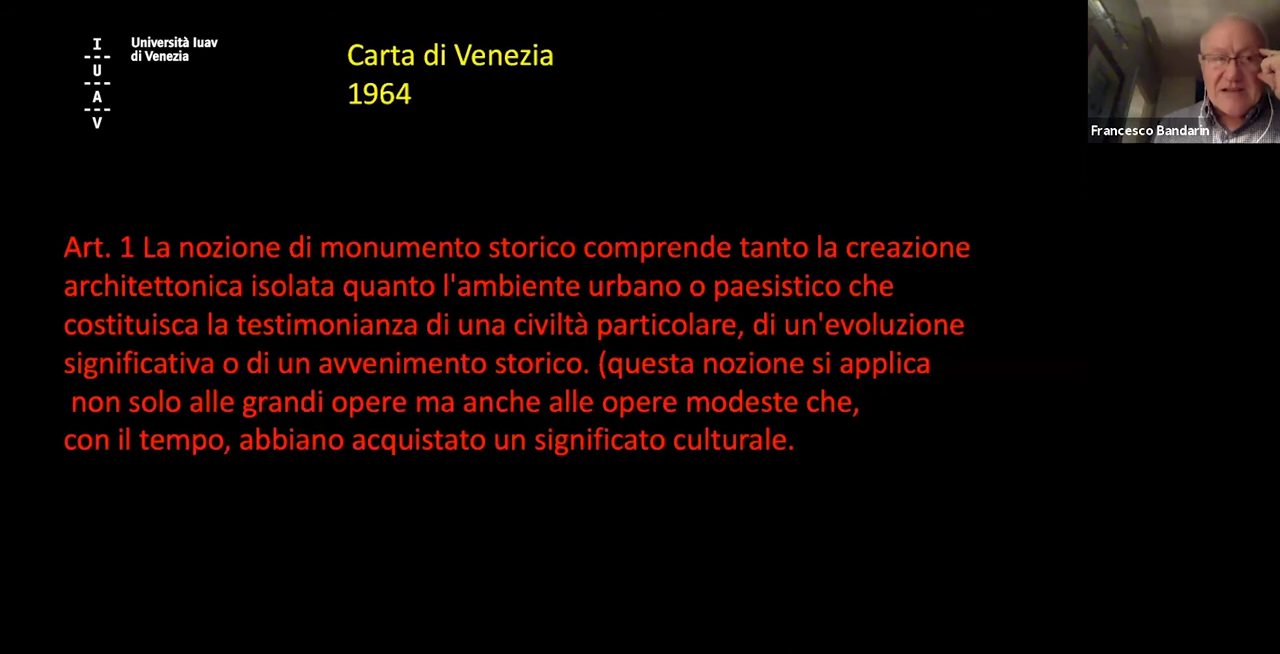 I
U
A
V
Università Iuav
di Venezia
Carta di Venezia
1964
Francesco Bandarin
Art. 1 La nozione di monumento storico comprende tanto la creazione
architettonica isolata quanto l'ambiente urbano o paesistico che
costituisca la testimonianza di una civiltà particolare, di un'evoluzione
significativa o di un avvenimento storico. (questa nozione si applica
non solo alle grandi opere ma anche alle opere modeste che,
con il tempo, abbiano acquistato un significato culturale.